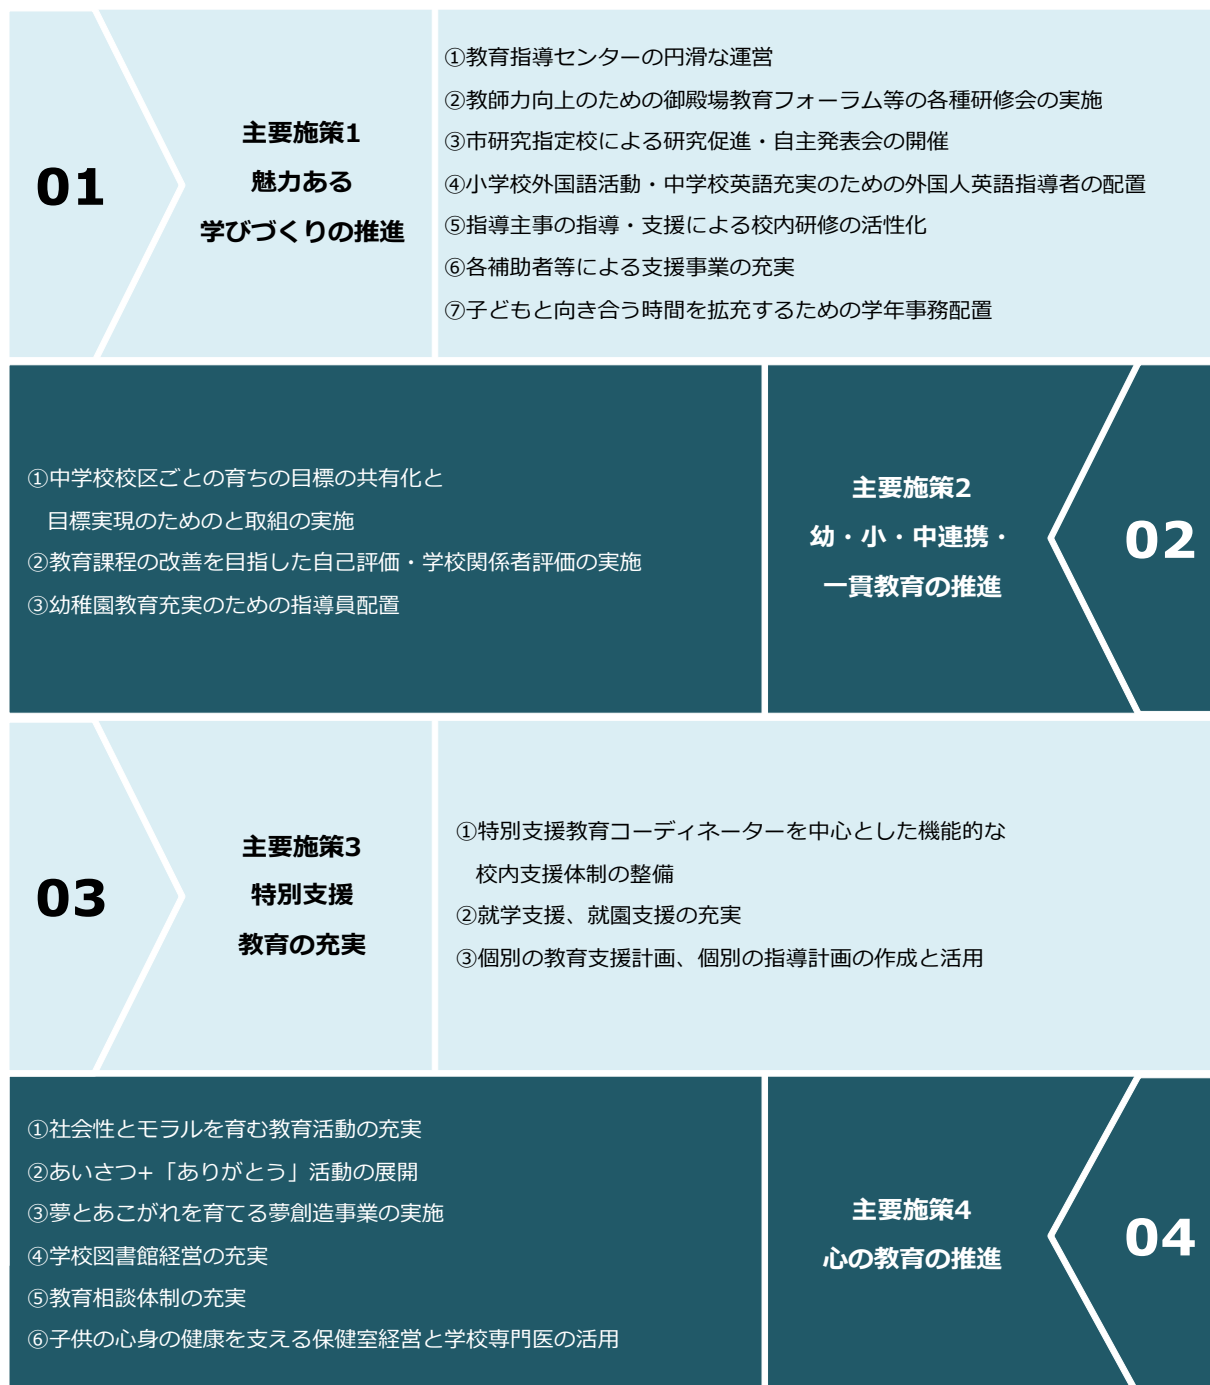 01
主要施策1
魅力ある
学びづくりの推進
①教育指導センターの円滑な運営
②教師力向上のための御殿場教育フォーラム等の各種研修会の実施
③市研究指定校による研究促進・自主発表会の開催
④小学校外国語活動・中学校英語充実のための外国人英語指導者の配置
⑤指導主事の指導・支援による校内研修の活性化
⑥各補助者等による支援事業の充実
⑦子どもと向き合う時間を拡充するための学年事務配置
①中学校校区ごとの育ちの目標の共有化と
目標実現のためのと取組の実施
②教育課程の改善を目指した自己評価・学校関係者評価の実施
③幼稚園教育充実のための指導員配置
主要施策2
幼・小・中連携・
一貫教育の推進
02
03
主要施策3
特別支援
教育の充実
①特別支援教育コーディネーターを中心とした機能的な
校内支援体制の整備
②就学支援、就園支援の充実
③個別の教育支援計画、個別の指導計画の作成と活用
①社会性とモラルを育む教育活動の充実
②あいさつ+「ありがとう」活動の展開
③夢とあこがれを育てる夢創造事業の実施
④学校図書館経営の充実
⑤教育相談体制の充実
⑥子供の心身の健康を支える保健室経営と学校専門医の活用
主要施策4
心の教育の推進
04